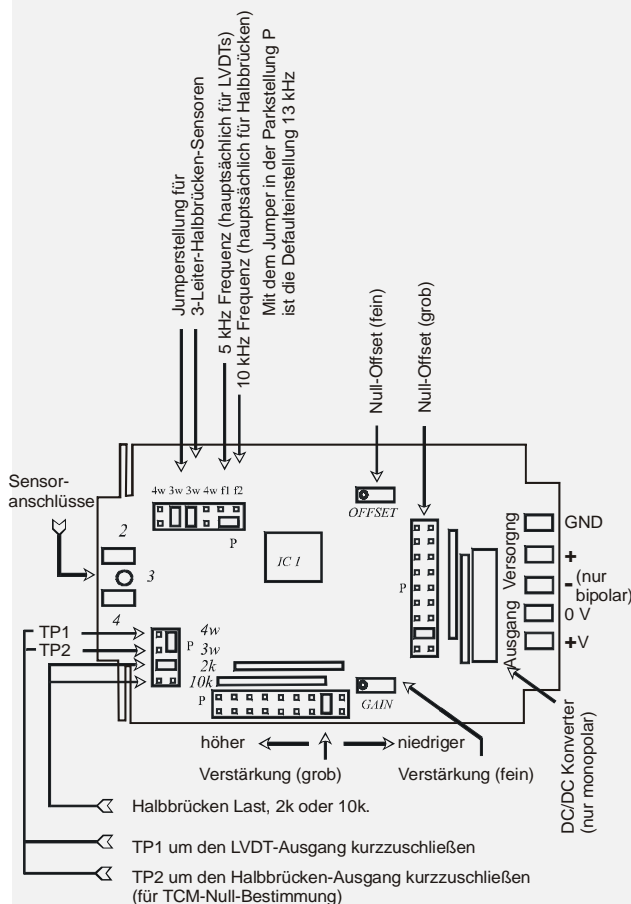 Jumperstellung für
3-Leiter-Halbbrücken-Sensoren
5 kHz Frequenz (hauptsächlich für LVDTs)
10 kHz Frequenz (hauptsächlich für Halbbrücken)
Mit dem Jumper in der Parkstellung P
ist die Defaulteinstellung 13 kHz
Null-Offset (fein)
Null-Offset (grob)
Sensor-
anschlüsse
4w 3w 3w 4w f1 f2
P
OFFSET
2
3
4
IC 1
P
Versorgng
Ausgang
GND
+
- (nur
bipolar)
0 V
+V
TP1
TP2
4w
P
3w
2k
10k
P
GAIN
höher
niedriger
Verstärkung (grob)
Verstärkung (fein)
DC/DC Konverter
(nur monopolar)
Halbbrücken Last, 2k oder 10k.
TP1 um den LVDT-Ausgang kurzzuschließen
TP2 um den Halbbrücken-Ausgang kurzzuschließen
(für TCM-Null-Bestimmung)